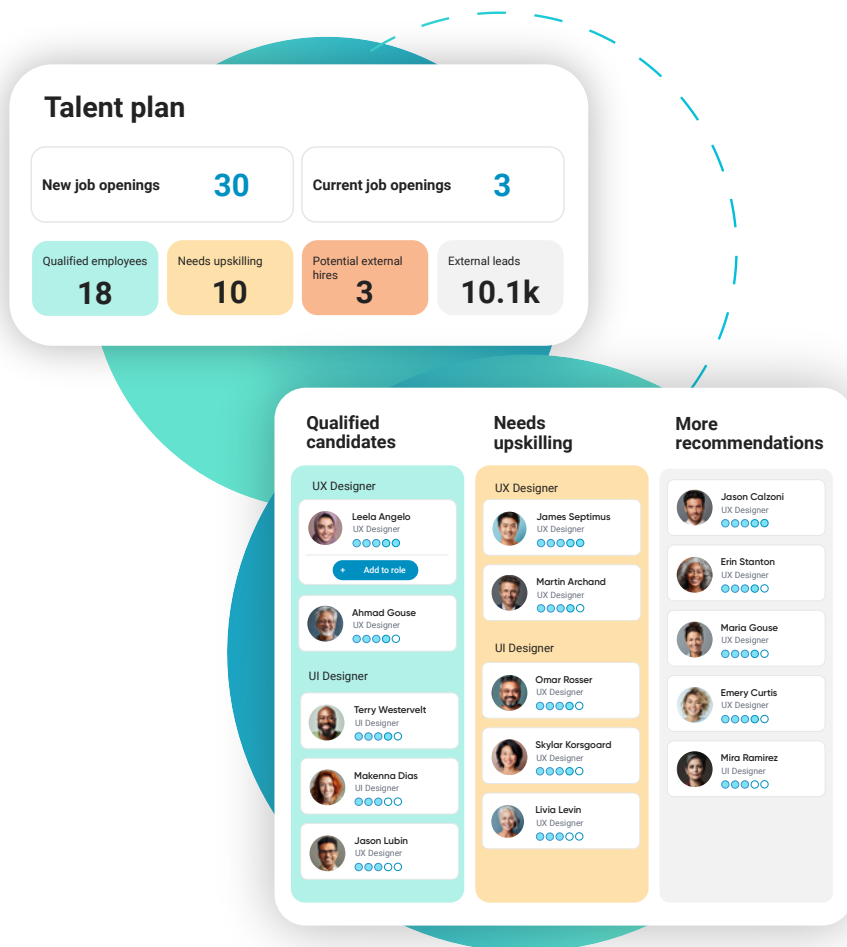 Talent plan
New job openings
30
Current job openings
3
Qualified employees
18
Needs upskilling
10
Potential external
hires
3
External leads
10.1k
Qualified
candidates
UX Designer
Leela Angelo
UX Designer
+ Add to role
Ahmad Gouse
UX Designer
UI Designer
Terry Westervelt
UI Designer
Makenna Dias
UI Designer
Jason Lubin
UX Designer
Needs
upskilling
UX Designer
James Septimus
UX Designer
Martin Archand
UX Designer
UI Designer
Omar Rosser
UX Designer
Skylar Korsgoard
UX Designer
Livia Levin
UX Designer
More
recommendations
Jason Calzoni
UX Designer
Erin Stanton
UX Designer
Maria Gouse
UX Designer
Emery Curtis
UX Designer
Mira Ramirez
UI Designer